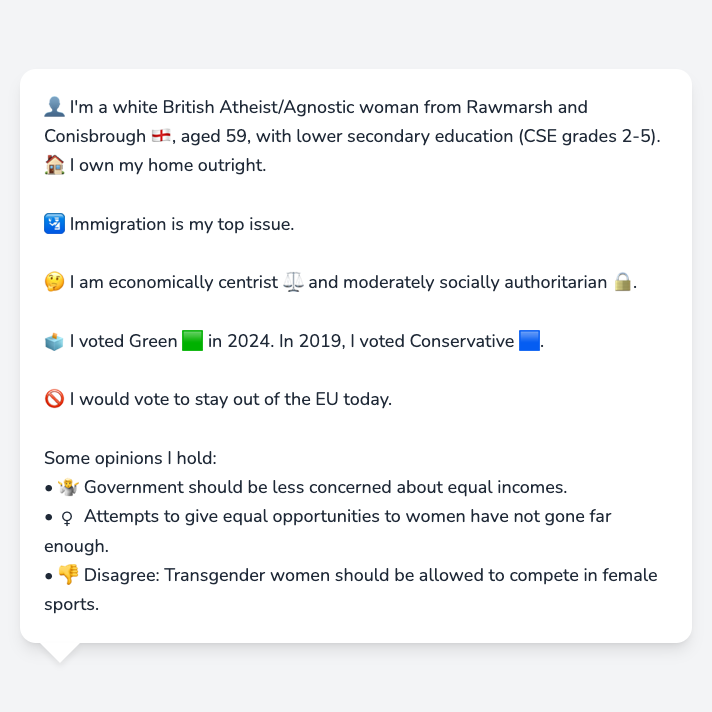 👤 I'm a white British Atheist/Agnostic woman from Rawmarsh and
Conisbrough 🏴󠁧󠁢󠁥󠁮󠁧󠁿, aged 59, with lower secondary education (CSE grades 2-5).
🏠 I own my home outright.
🛂 Immigration is my top issue.
🤔 I am economically centrist ⚖️ and moderately socially authoritarian 🔒.
🗳️ I voted Green 🟩 in 2024. In 2019, I voted Conservative 🟦.
🚫 I would vote to stay out of the EU today.
Some opinions I hold:
• 🤷 Government should be less concerned about equal incomes.
• ♀ Attempts to give equal opportunities to women have not gone far
enough.
• 👎 Disagree: Transgender women should be allowed to compete in female
sports.